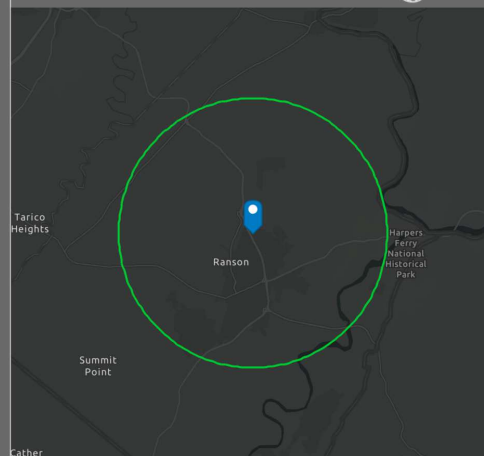 Tarico
Heights
Harpers
Ferry
National
Historical
Park
Ranson
Summit
Point
Cather